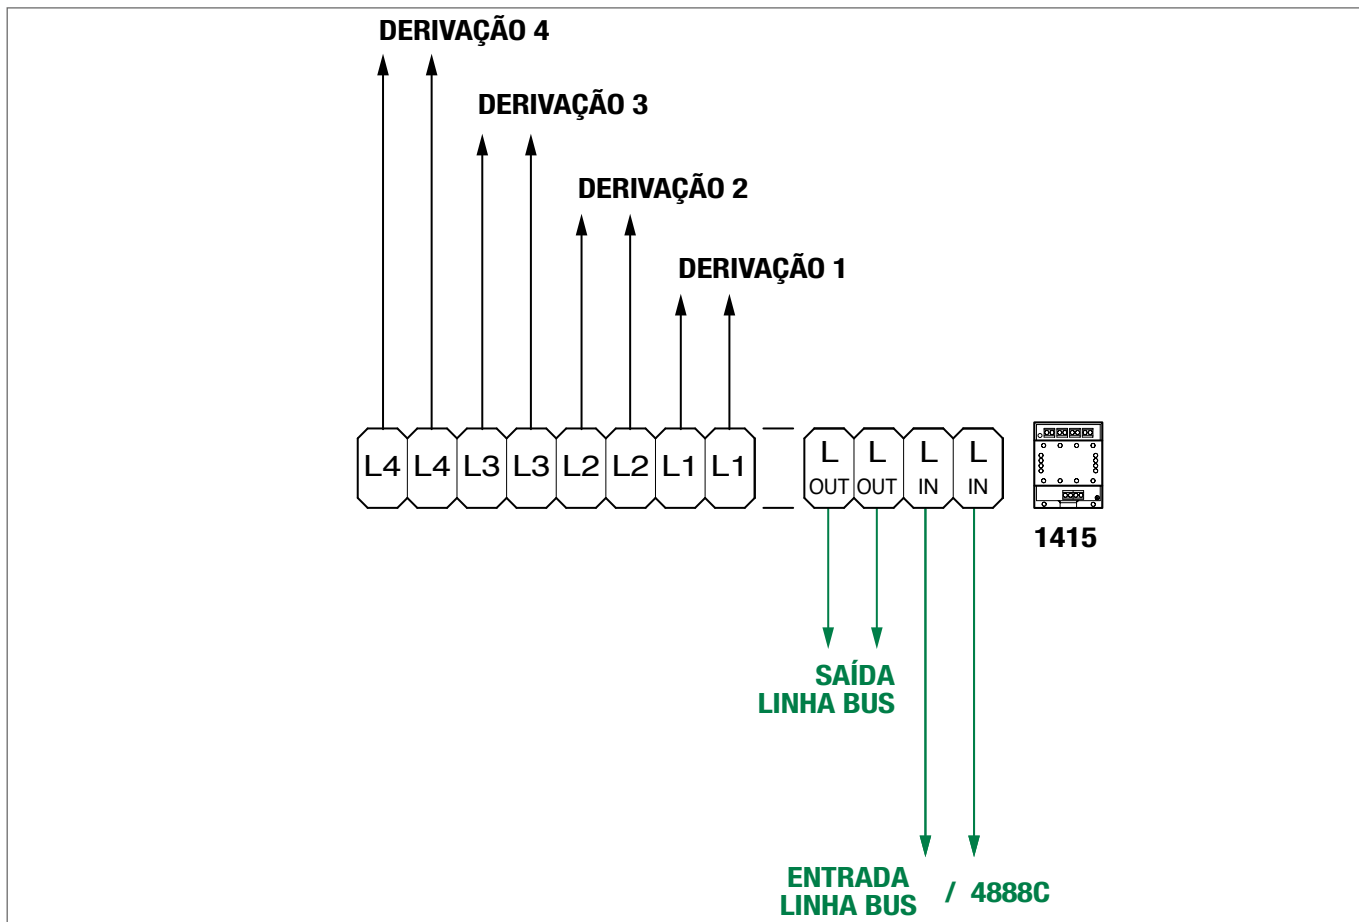 DERIVAÇÃO 4
DERIVAÇÃO 3
DERIVAÇÃO 2
DERIVAÇÃO 1
L4 L4 L3 L3 L2 L2 L1 L1
L L L L
OUT OUT IN IN
1415
SAÍDA
LINHA BUS
ENTRADA
LINHA BUS / 4888C